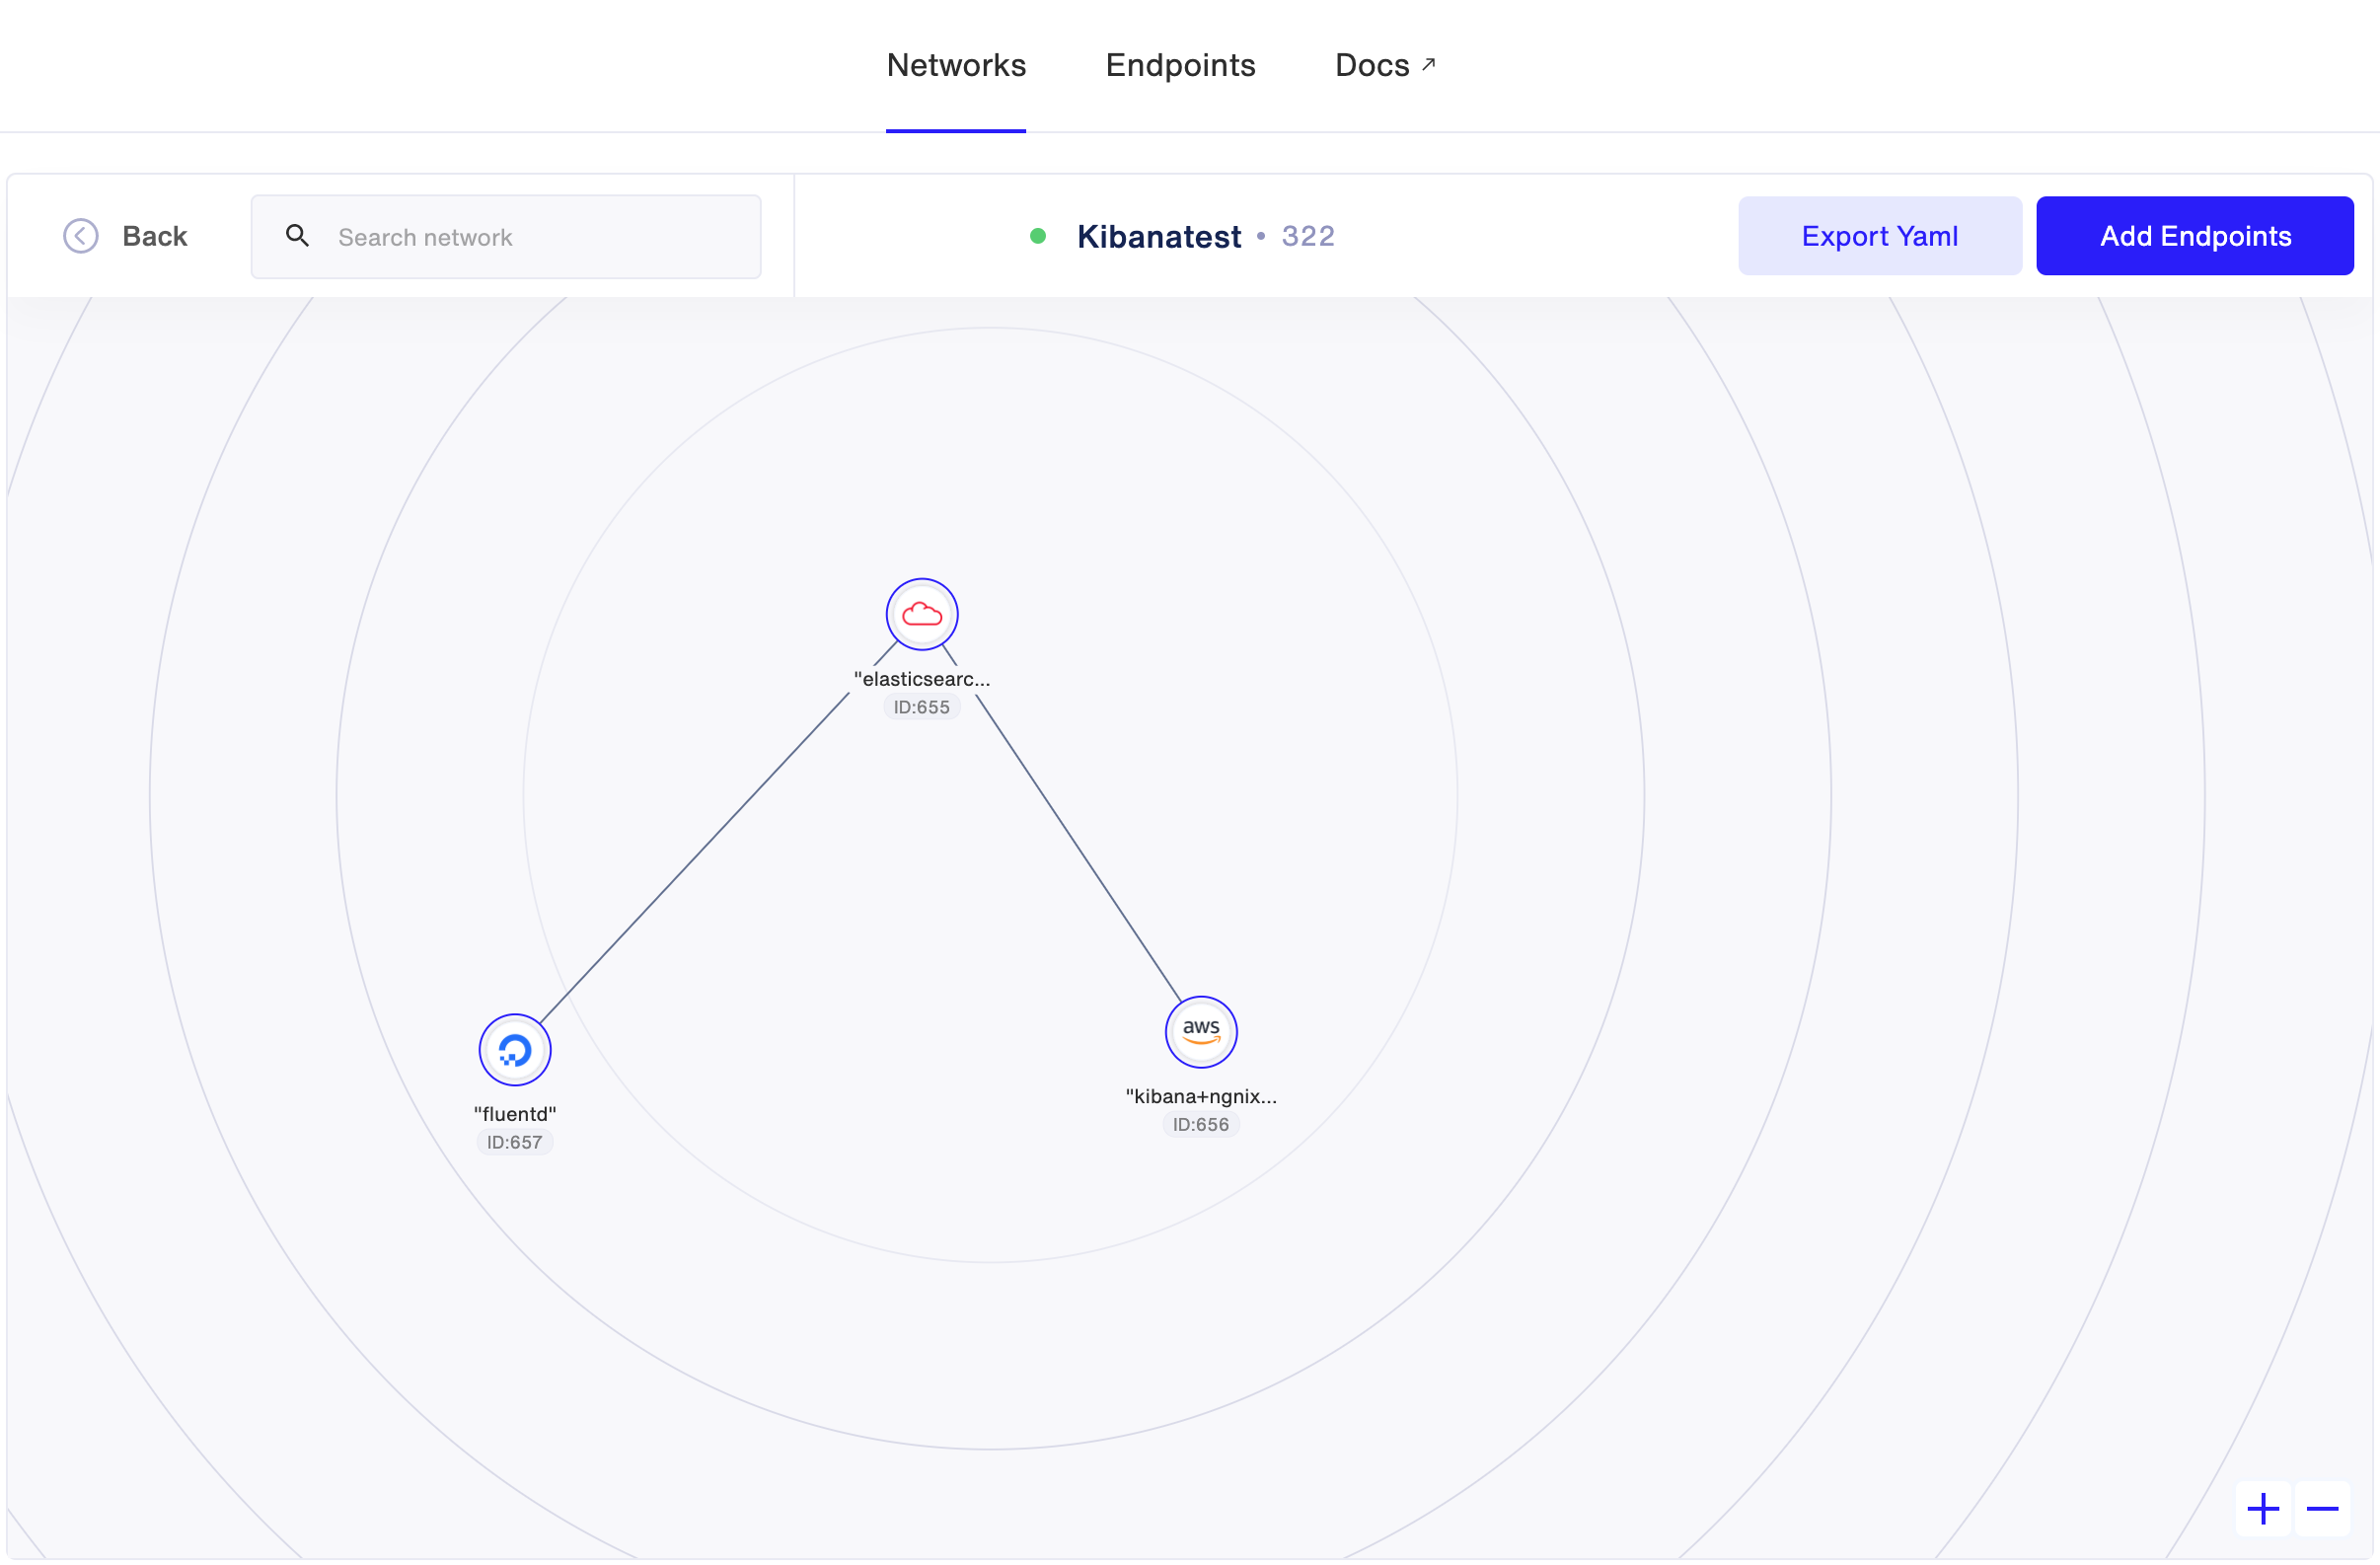 Networks Endpoints Docs ↗
Back Search network Kibanatest • 322 Export Yaml Add Endpoints
"elasticsearc...
ID:655
aws
"kibana+ngnix...
ID:656
"fluentd"
ID:657